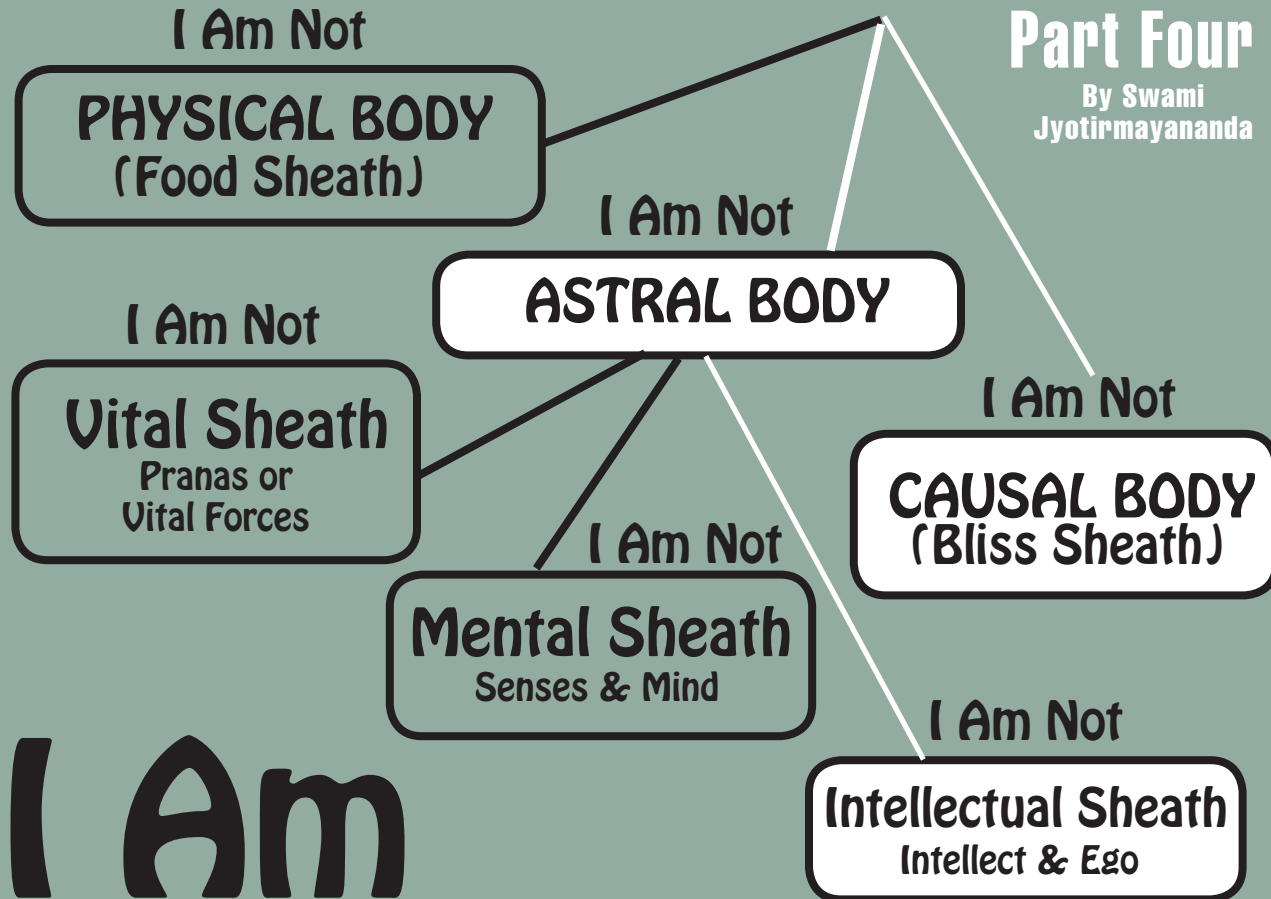 I Am Not
PHYSICAL BODY
(Food Sheath)
Part Four
By Swami
Jyotirmayananda
I Am Not
ASTRAL BODY
I Am Not
Vital Sheath
Pranas or
Vital Forces
I Am Not
CAUSAL BODY
(Bliss Sheath)
I Am Not
Mental Sheath
Senses & Mind
I Am Not
Intellectual Sheath
Intellect & Ego
I Am